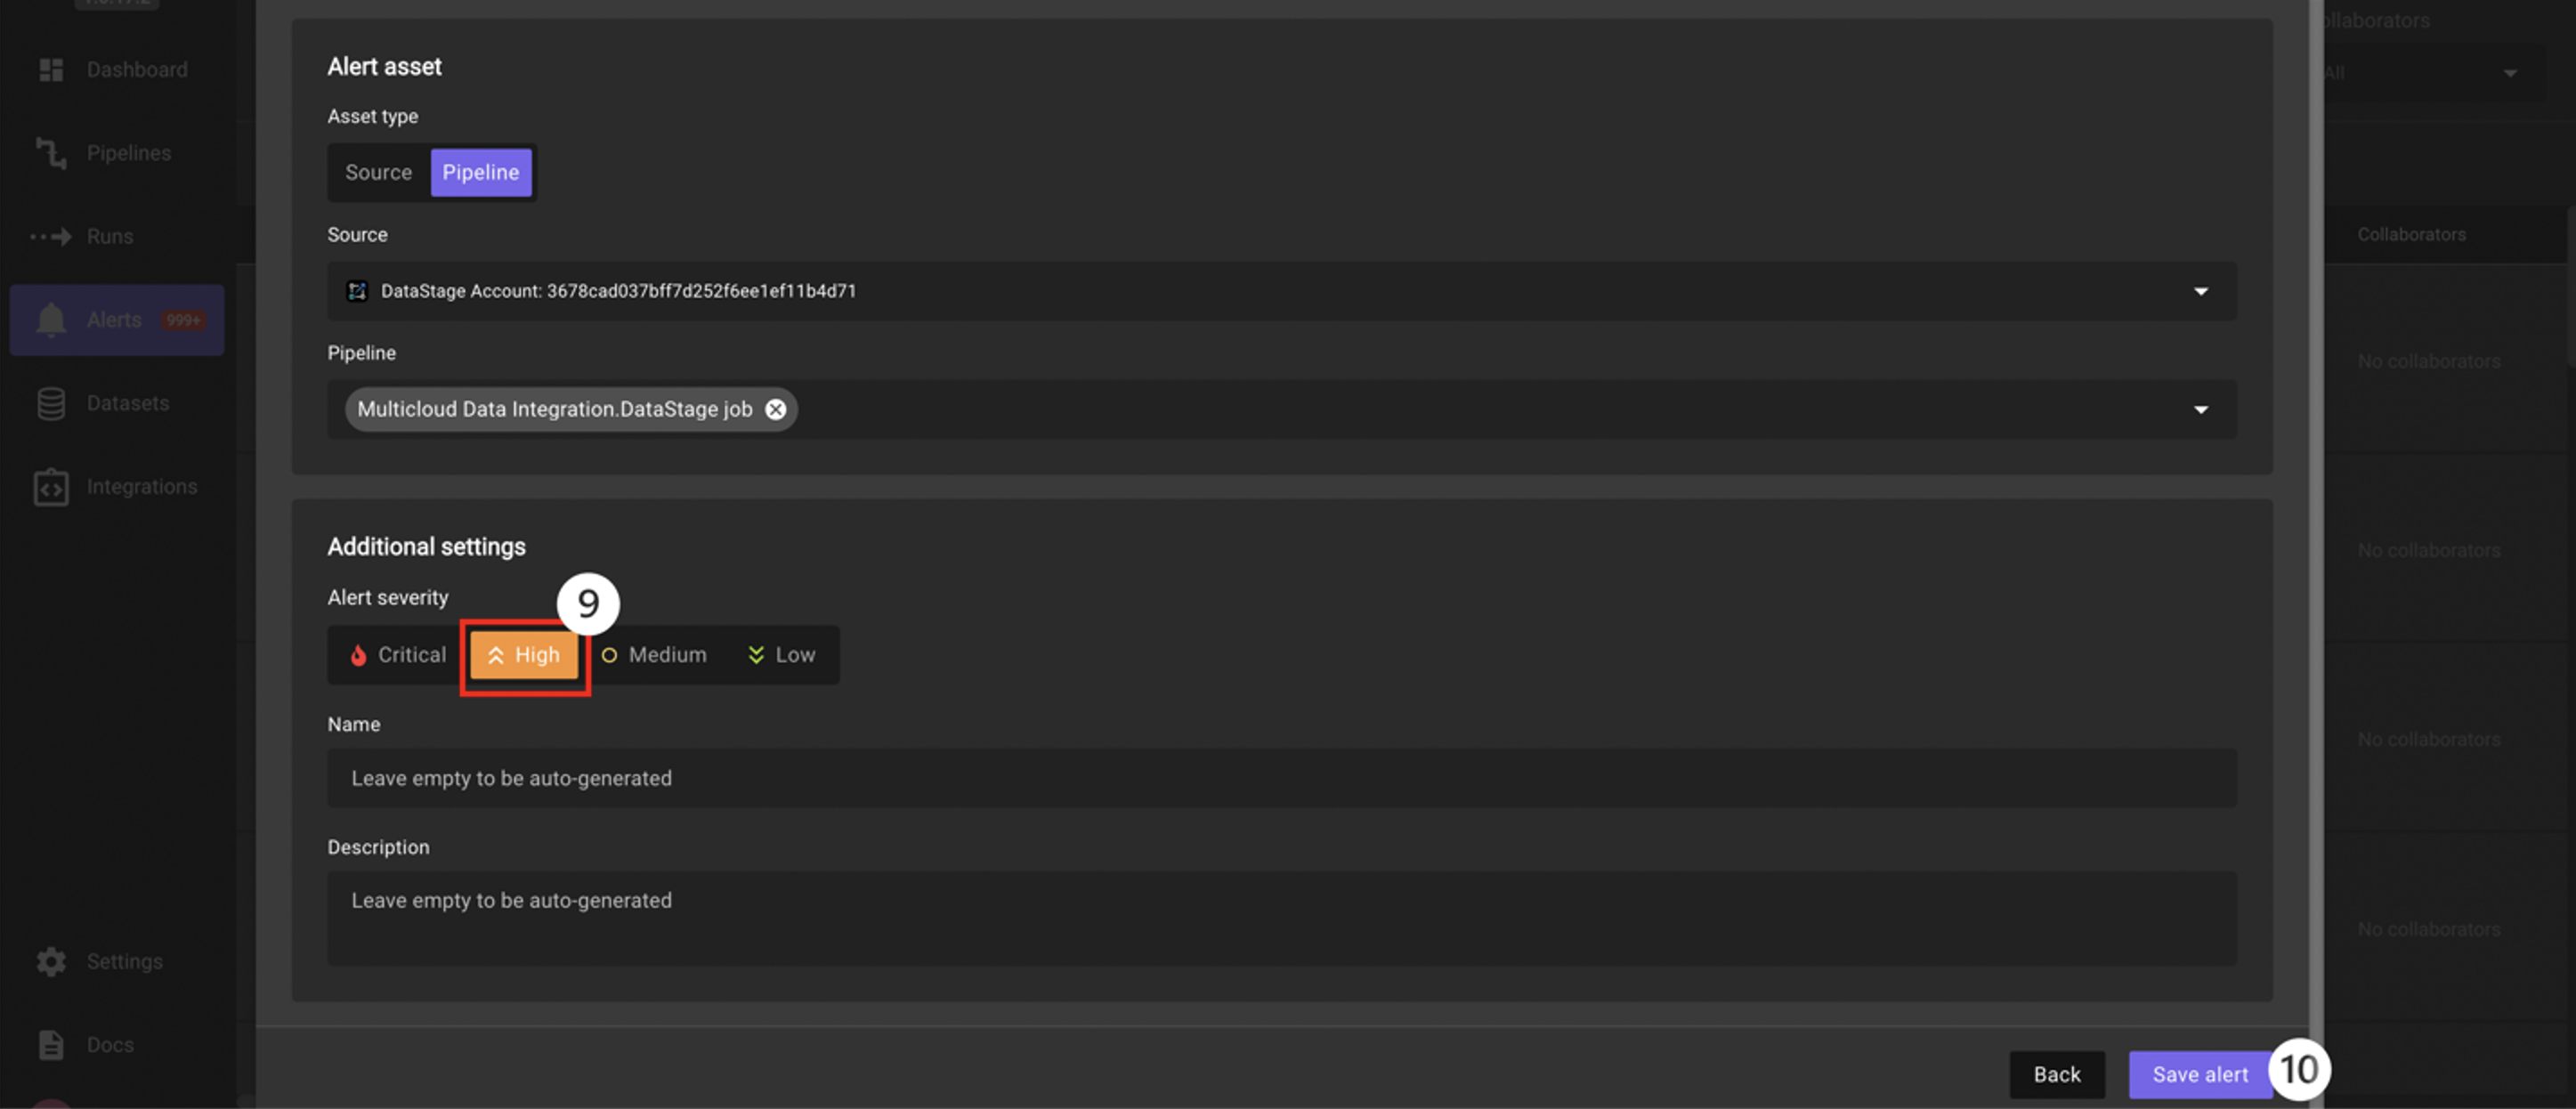 Dashboard
Pipelines
Runs
Alerts 999+
Datasets
Integrations
Settings
Docs
Alert asset
Asset type
Source Pipeline
Source
DataStage Account: 3678cad037bff7d252f6ee1ef11b4d71
Pipeline
Multicloud Data Integration.DataStage job
Additional settings
Alert severity
9
Critical High Medium Low
Name
Leave empty to be auto-generated
Description
Leave empty to be auto-generated
Back Save alert 10
All
Collaborators
No collaborators
No collaborators
No collaborators
No collaborators